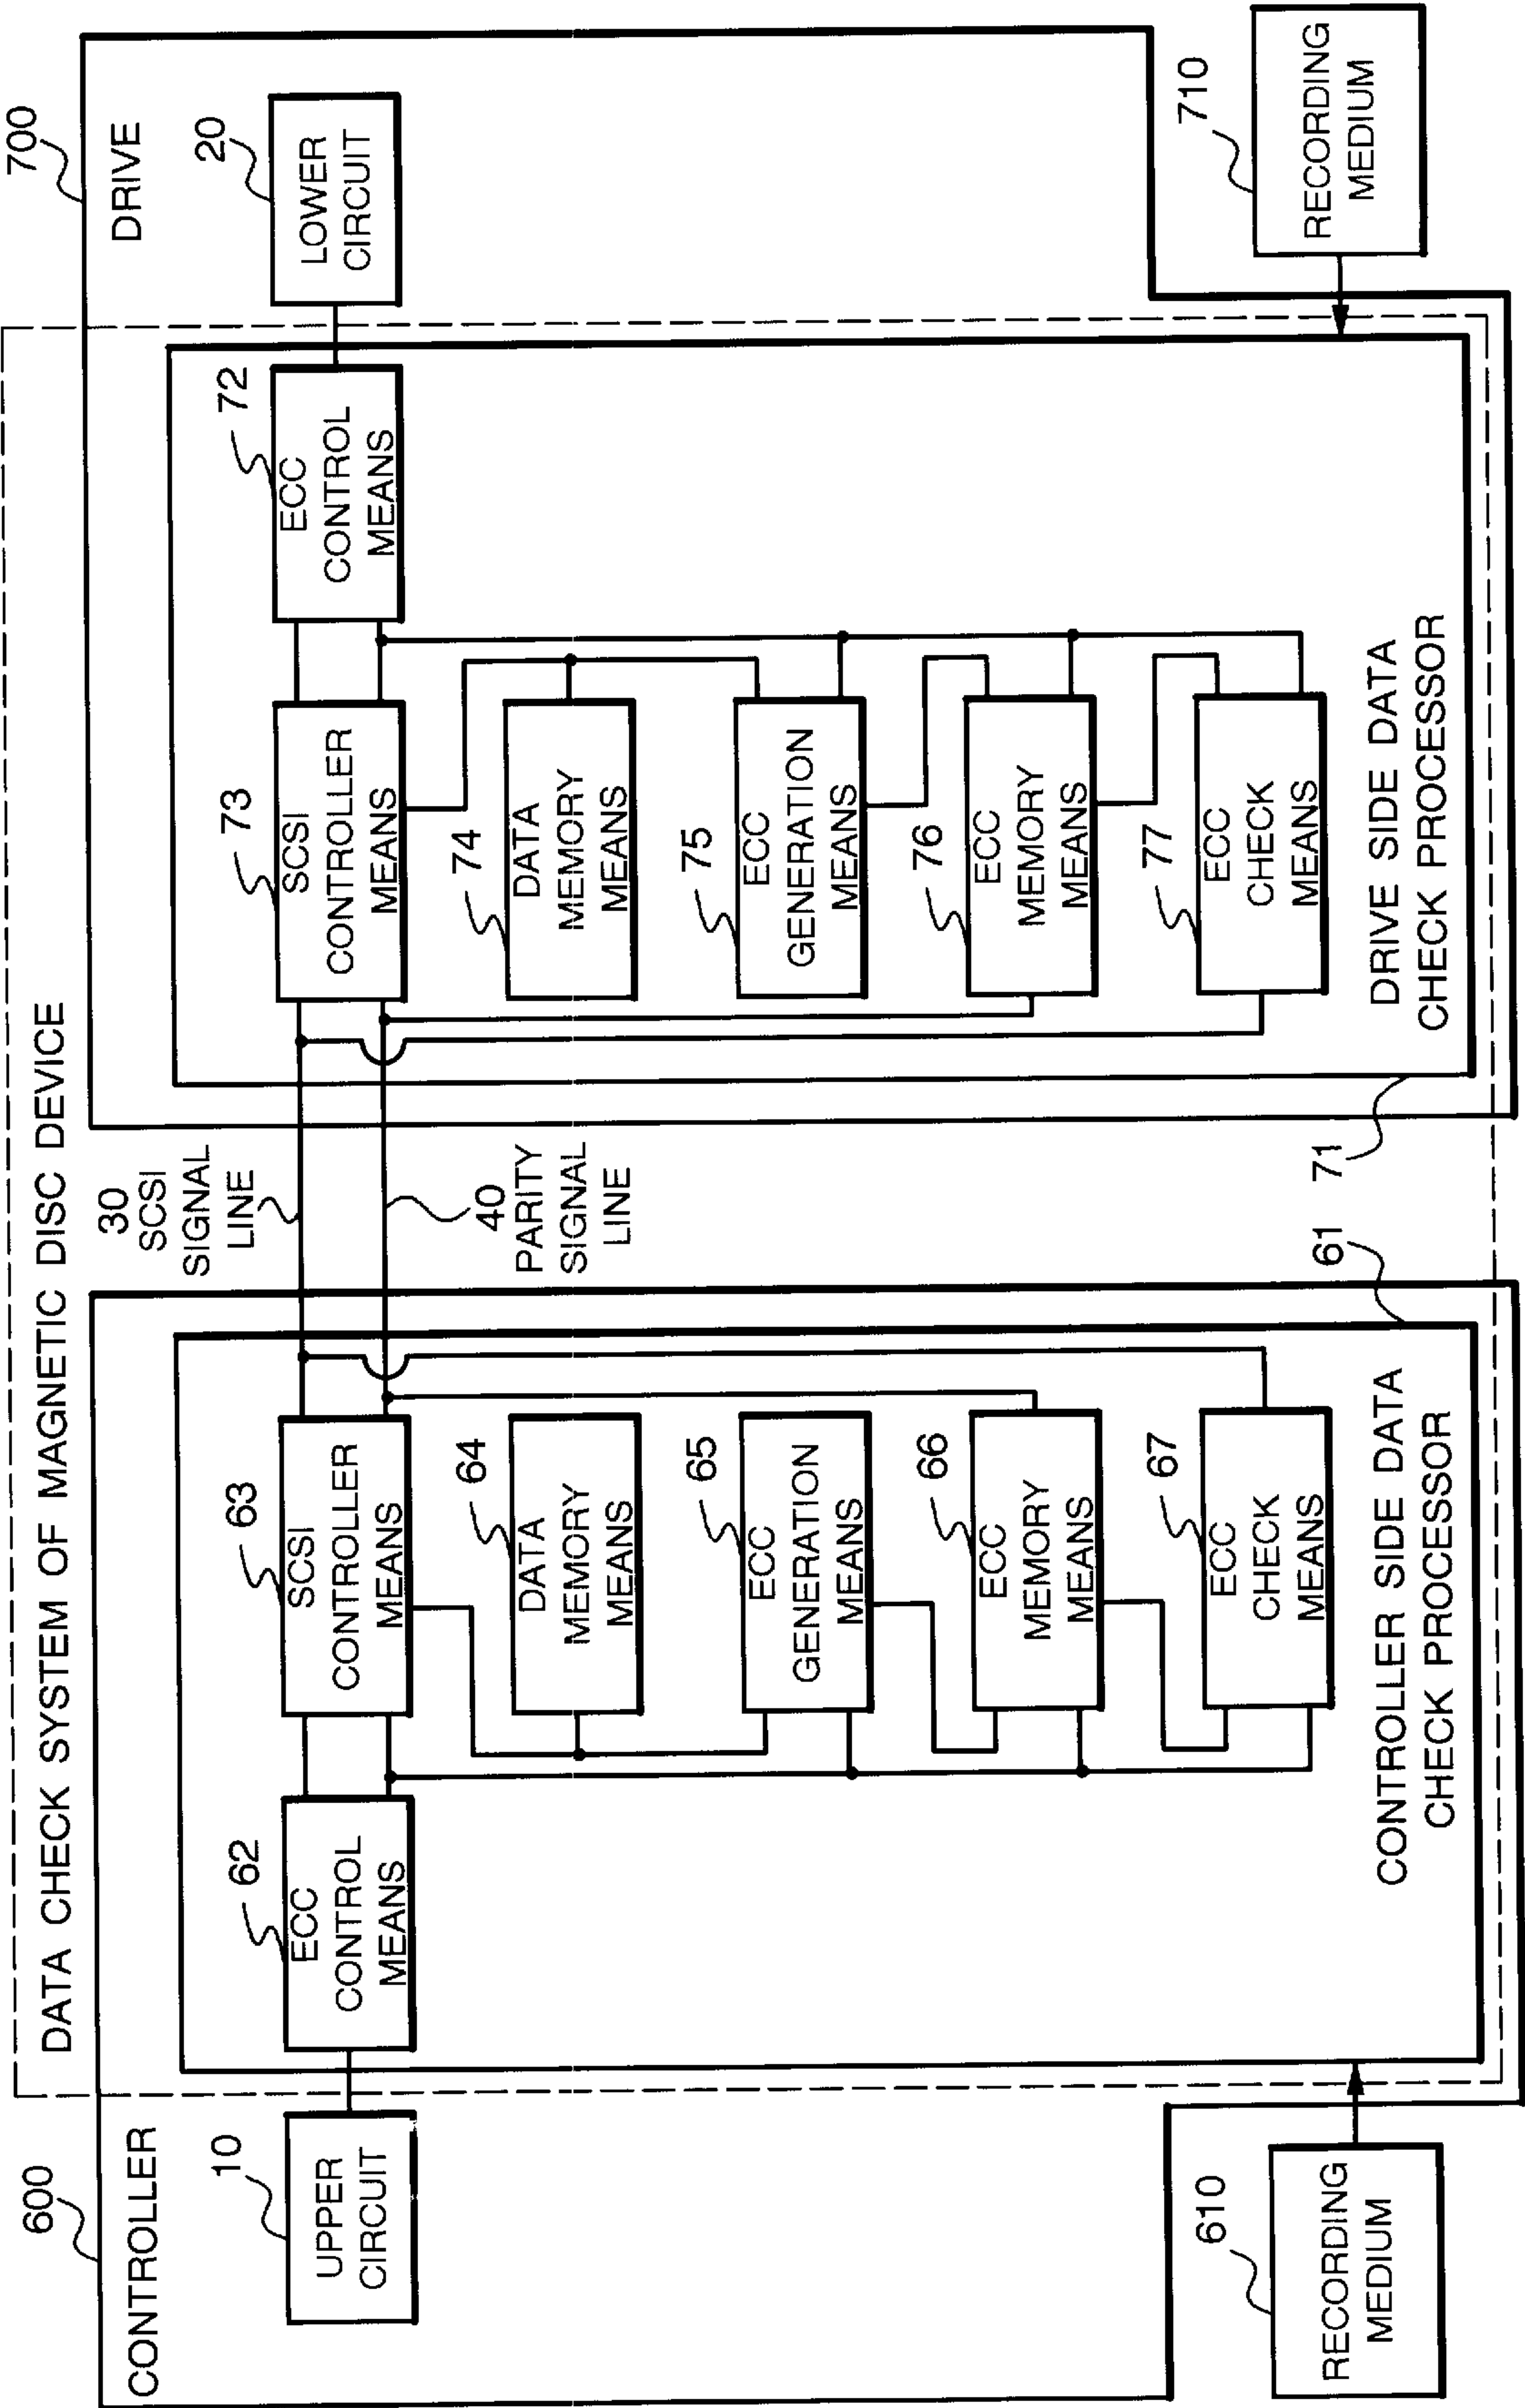 DATA CHECK SYSTEM OF MAGNETIC DISC DEVICE
600
CONTROLLER
10
UPPER
CIRCUIT
610
RECORDING
MEDIUM
62
ECC
CONTROL
MEANS
63
SCSI
CONTROLLER
MEANS
64
DATA
MEMORY
MEANS
65
ECC
GENERATION
MEANS
66
ECC
MEMORY
MEANS
67
ECC
CHECK
MEANS
CONTROLLER SIDE DATA
CHECK PROCESSOR
61
30
SCSI
SIGNAL
LINE
40
PARITY
SIGNAL
LINE
71
700
DRIVE
73
SCSI
CONTROLLER
MEANS
72
ECC
CONTROL
MEANS
20
LOWER
CIRCUIT
74
DATA
MEMORY
MEANS
75
ECC
GENERATION
MEANS
76
ECC
MEMORY
MEANS
77
ECC
CHECK
MEANS
DRIVE SIDE DATA
CHECK PROCESSOR
710
RECORDING
MEDIUM